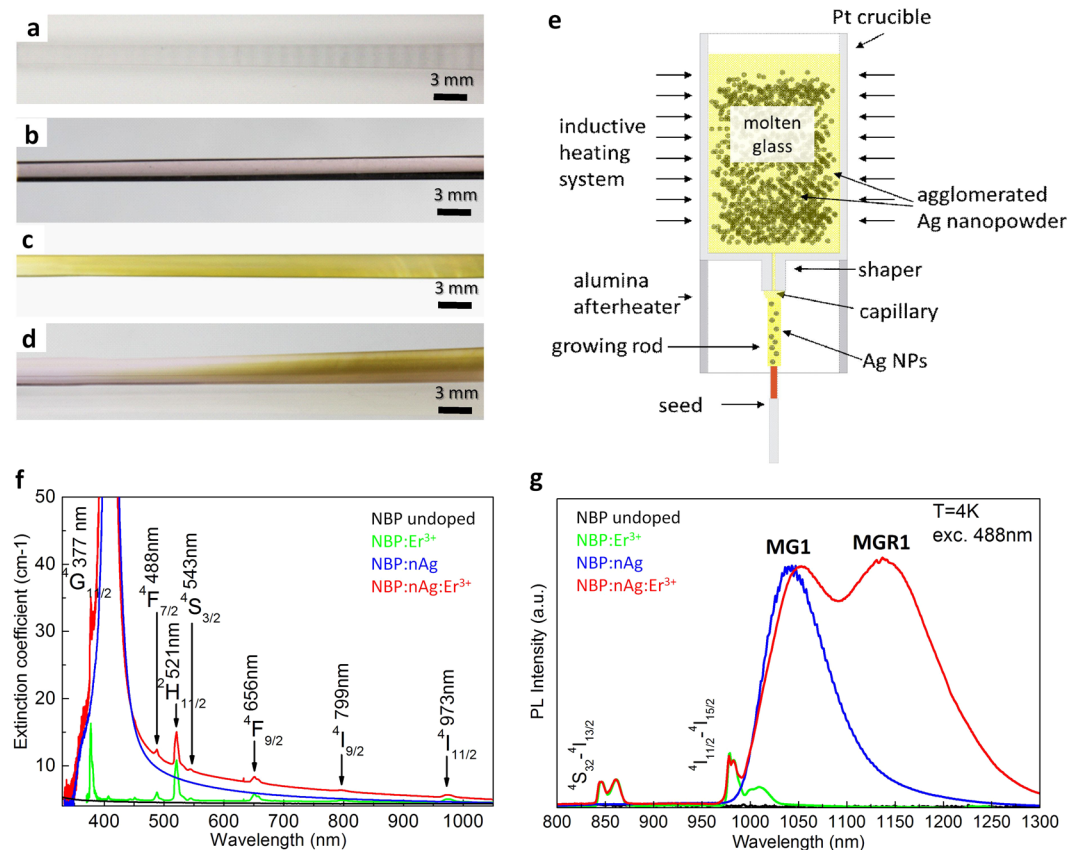 a
3 mm
b
3 mm
c
3 mm
d
3 mm
e
Pt crucible
inductive
heating
system
molten
glass
agglomerated
Ag nanopowder
shaper
alumina
afterheater
capillary
growing rod
Ag NPs
seed
f
Extinction coefficient (cm-1)
50
40
30
20
10
NBP undoped
NBP:Er³⁺
NBP:nAg
NBP:nAg:Er³⁺
⁴G₁₁/₂ 377 nm
⁴F₇/₂ 488nm
²H₁₁/₂ 521nm
⁴S₃/₂ 543nm
⁴F₉/₂ 656nm
⁴I₉/₂ 799nm
⁴I₁₁/₂ 973nm
400 500 600 700 800 900 1000
Wavelength (nm)
g
PL Intensity (a.u.)
NBP undoped
NBP:Er³⁺
NBP:nAg
NBP:nAg:Er³⁺
T=4K
exc. 488nm
MG1
MGR1
⁴S₃₂-⁴I₁₃/₂
⁴I₁₁/₂-⁴I₁₅/₂
800 850 900 950 1000 1050 1100 1150 1200 1250 1300
Wavelength (nm)